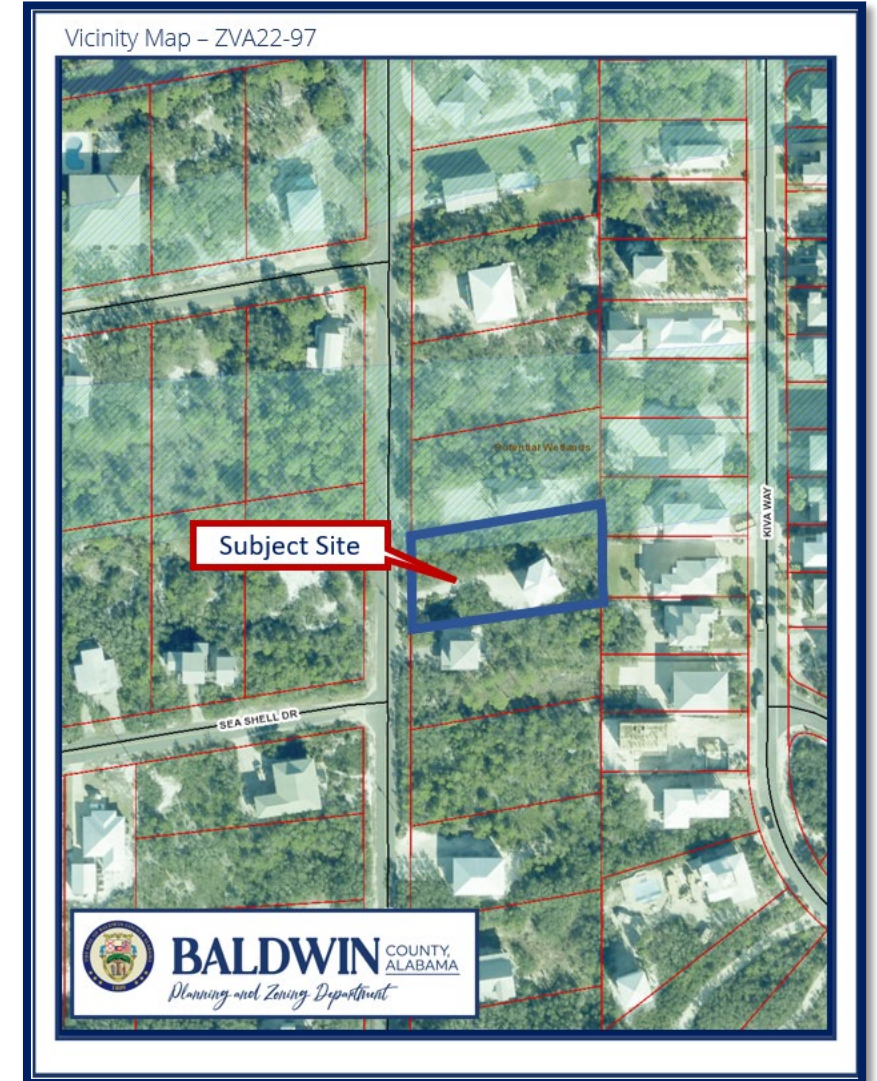 Vicinity Map – ZVA22-97
Potential Wetlands
KIVA WAY
Subject Site
SEA SHELL DR
BALDWIN COUNTY,
ALABAMA
Planning and Zoning Department